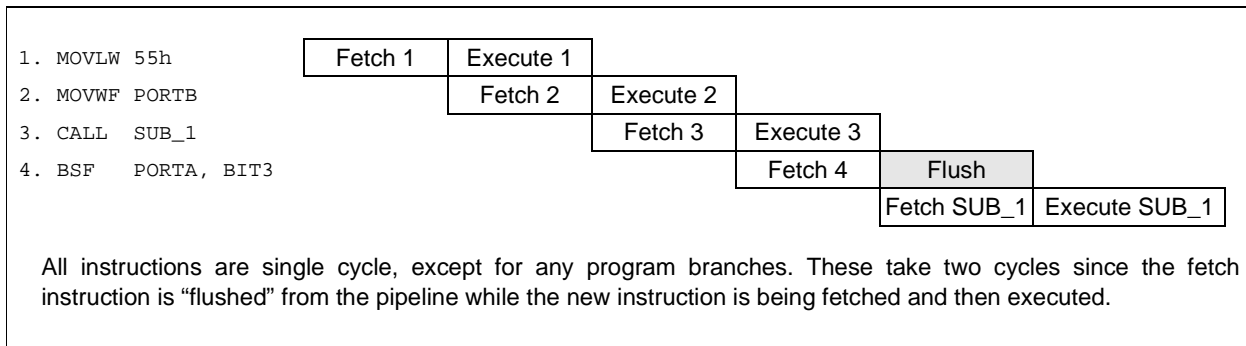 1. MOVLW 55h Fetch 1 Execute 1
2. MOVWF PORTB Fetch 2 Execute 2
3. CALL SUB_1 Fetch 3 Execute 3
4. BSF PORTA, BIT3 Fetch 4 Flush
Fetch SUB_1 Execute SUB_1
All instructions are single cycle, except for any program branches. These take two cycles since the fetch
instruction is “flushed” from the pipeline while the new instruction is being fetched and then executed.